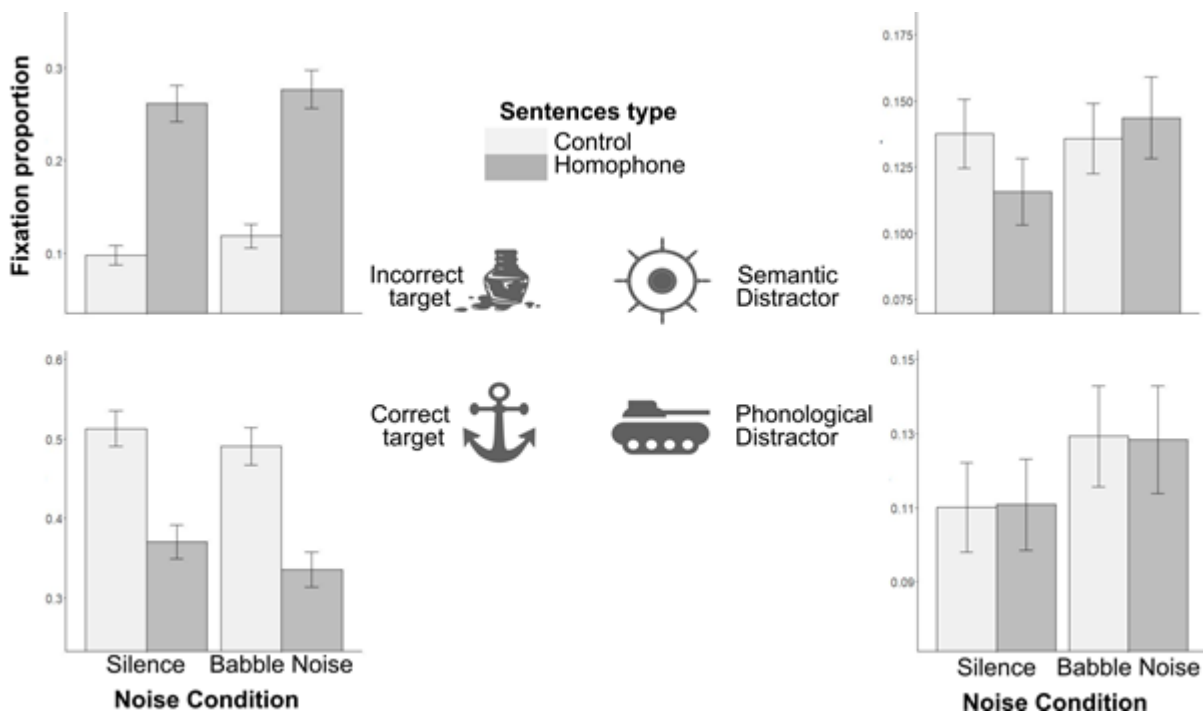 Fixation proportion
0.3
0.2
0.1
Sentences type
Control
Homophone
0.175
0.150
0.125
0.100
0.075
Incorrect
target
Semantic
Distractor
0.6
0.5
0.4
0.3
Correct
target
Phonological
Distractor
0.15
0.13
0.11
0.09
Silence Babble Noise
Noise Condition
Silence Babble Noise
Noise Condition